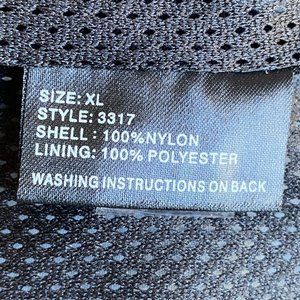 SIZE: XL
STYLE: 3317
SHELL : 100%NYLON
LINING: 100% POLYESTER
WASHING INSTRUCTIONS ON BACK